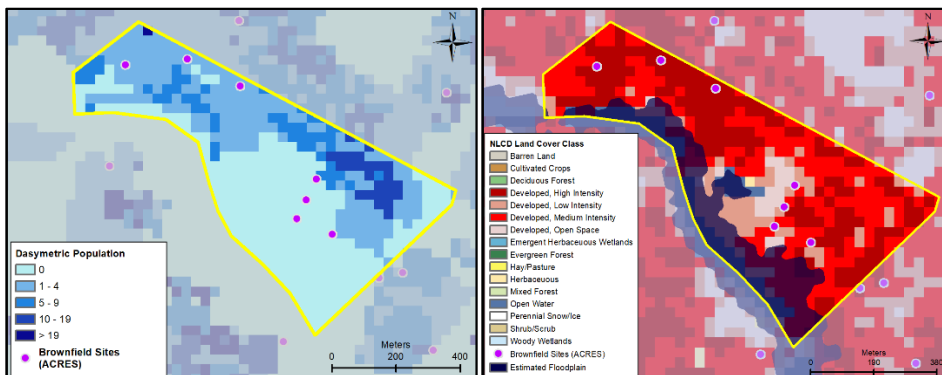 N
Dasymetric Population
0
1 - 4
5 - 9
10 - 19
> 19
Brownfield Sites
(ACRES)
Meters
0
200
400
N
NLCD Land Cover Class
Barren Land
Cultivated Crops
Deciduous Forest
Developed, High Intensity
Developed, Low Intensity
Developed, Medium Intensity
Developed, Open Space
Emergent Herbaceous Wetlands
Evergreen Forest
Hay/Pasture
Herbaeuous
Mixed Forest
Open Water
Perennial Snow/Ice
Shrub/Scrub
Woody Wetlands
Brownfield Sites (ACRES)
Estimated Floodplain
Meters
0
190
380